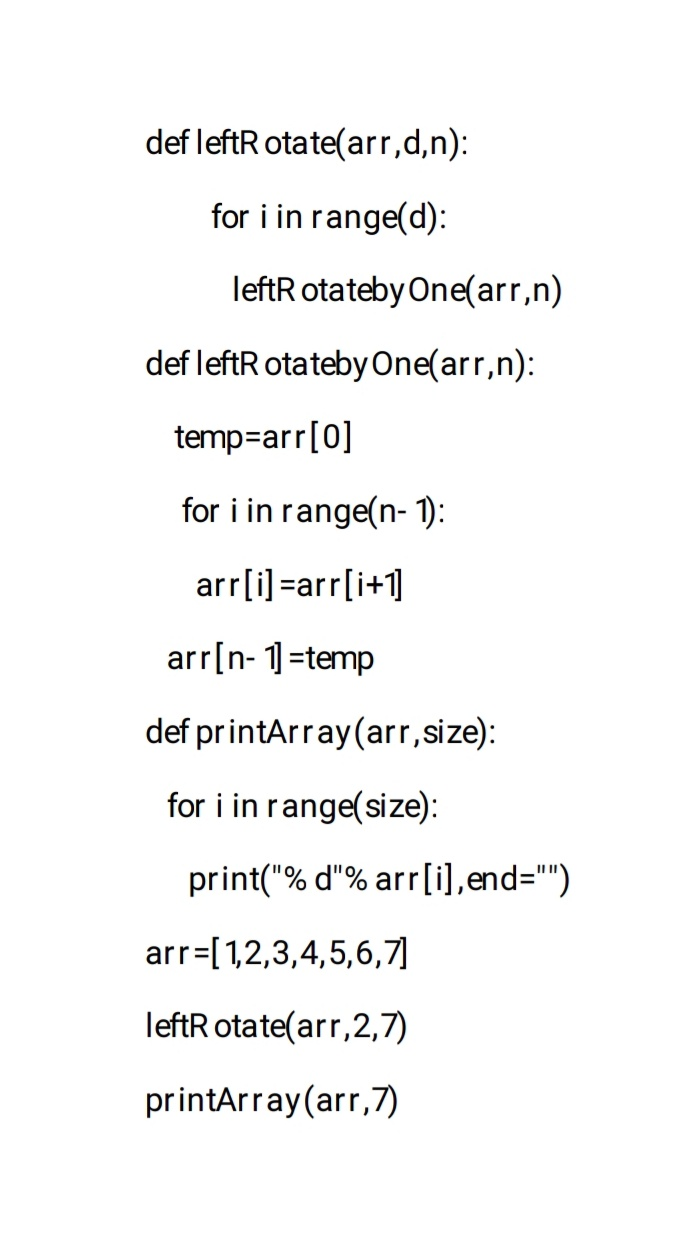 def leftRotate(arr,d,n):
for i in range(d):
leftRotatebyOne(arr,n)
def leftRotatebyOne(arr,n):
temp=arr[0]
for i in range(n-1):
arr[i]=arr[i+1]
arr[n-1]=temp
def printArray(arr,size):
for i in range(size):
print("% d"% arr[i],end="")
arr=[1,2,3,4,5,6,7]
leftRotate(arr,2,7)
printArray(arr,7)